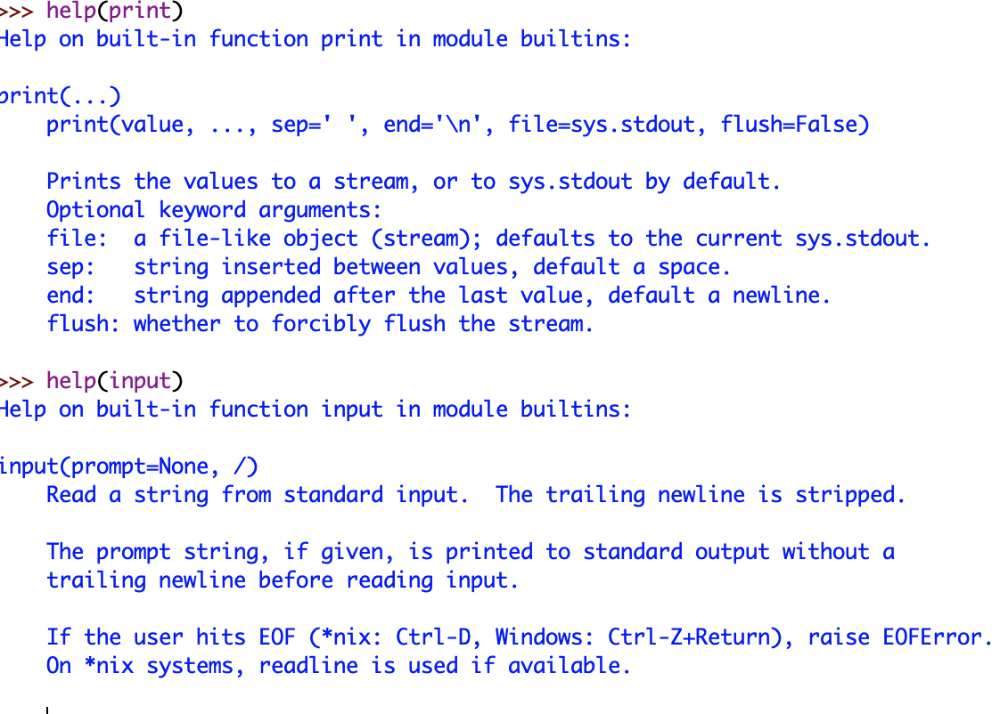 >>> help(print)
Help on built-in function print in module builtins:

print(...)
    print(value, ..., sep=' ', end='\n', file=sys.stdout, flush=False)

    Prints the values to a stream, or to sys.stdout by default.
    Optional keyword arguments:
    file:  a file-like object (stream); defaults to the current sys.stdout.
    sep:   string inserted between values, default a space.
    end:   string appended after the last value, default a newline.
    flush: whether to forcibly flush the stream.

>>> help(input)
Help on built-in function input in module builtins:

input(prompt=None, /)
    Read a string from standard input.  The trailing newline is stripped.

    The prompt string, if given, is printed to standard output without a
    trailing newline before reading input.

    If the user hits EOF (*nix: Ctrl-D, Windows: Ctrl-Z+Return), raise EOFError.
    On *nix systems, readline is used if available.